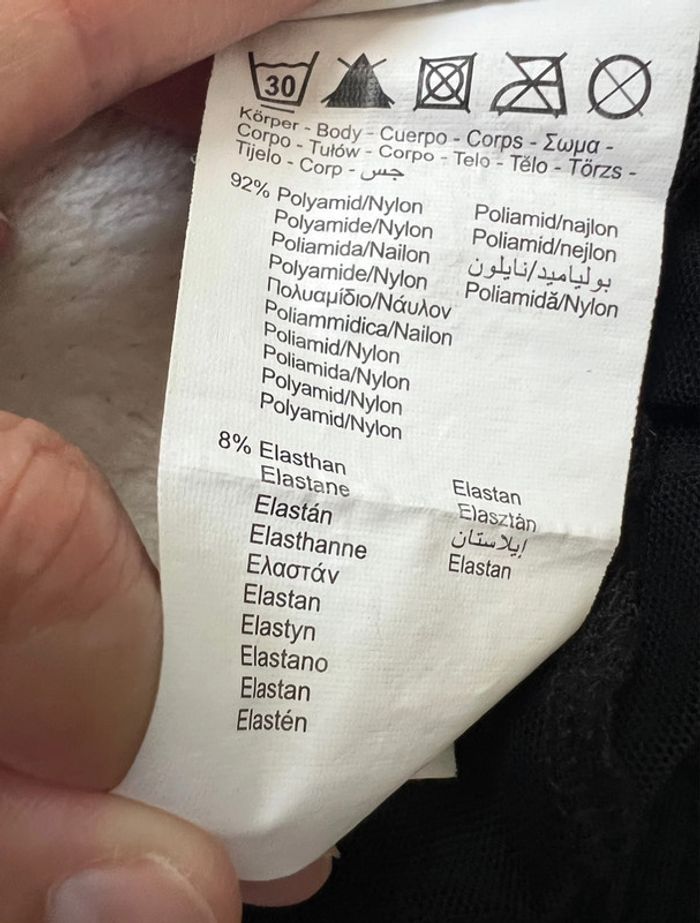 30
Körper - Body - Cuerpo - Corps - Σωμα -
Corpo - Tułów - Corpo - Telo - Tělo - Törzs -
Tijelo - Corp - جس
92% Polyamid/Nylon
Polyamide/Nylon
Poliamida/Nailon
Polyamide/Nylon
Πολυαμίδιο/Νάυλον
Poliammidica/Nailon
Poliamid/Nylon
Poliamida/Nylon
Polyamid/Nylon
Polyamid/Nylon
Poliamid/najlon
Poliamid/nejlon
بولياميد/نايلون
Poliamidă/Nylon
8% Elasthan
Elastane
Elastán
Elasthanne
Ελαστάν
Elastan
Elastyn
Elastano
Elastan
Elastén
Elastan
Elasztán
إيلاستان
Elastan